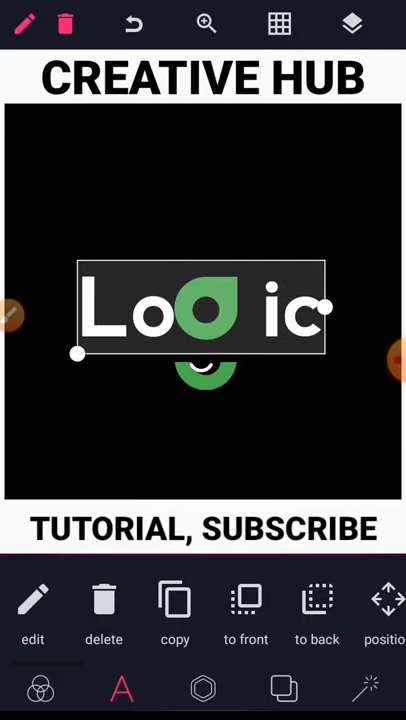 CREATIVE HUB
Logic
TUTORIAL, SUBSCRIBE
edit
delete
copy
to front
to back
positio
A